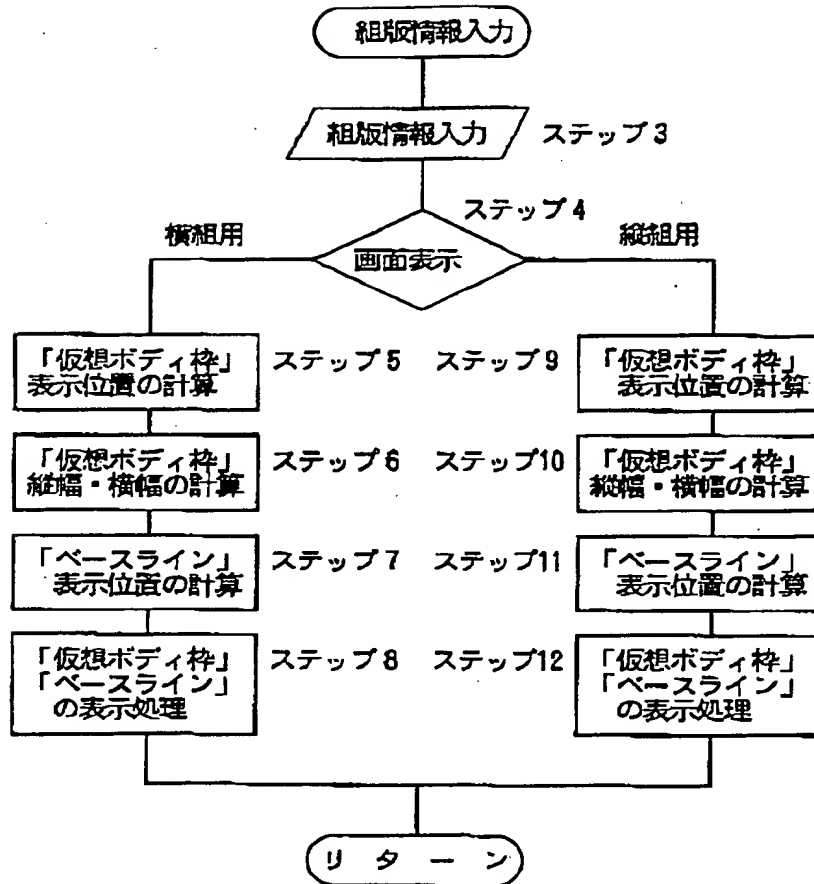 組版情報入力
組版情報入力
ステップ3
ステップ4
横組用
画面表示
縦組用
「仮想ボディ枠」
表示位置の計算
ステップ5
ステップ9
「仮想ボディ枠」
表示位置の計算
「仮想ボディ枠」
縦幅・横幅の計算
ステップ6
ステップ10
「仮想ボディ枠」
縦幅・横幅の計算
「ベースライン」
表示位置の計算
ステップ7
ステップ11
「ベースライン」
表示位置の計算
「仮想ボディ枠」
「ベースライン」
の表示処理
ステップ8
ステップ12
「仮想ボディ枠」
「ベースライン」
の表示処理
リターン